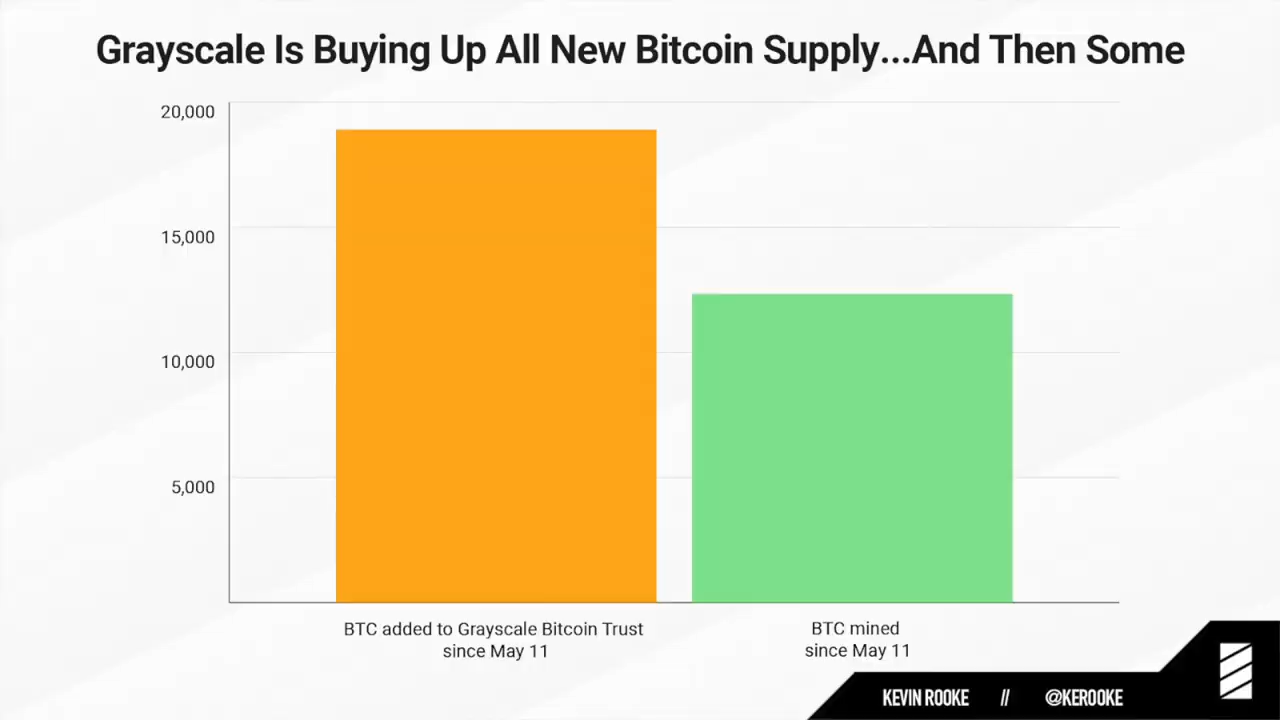 Grayscale Is Buying Up All New Bitcoin Supply...And Then Some
20,000
15,000
10,000
5,000
BTC added to Grayscale Bitcoin Trust
since May 11
BTC mined
since May 11
KEVIN ROOKE // @KEROOKE